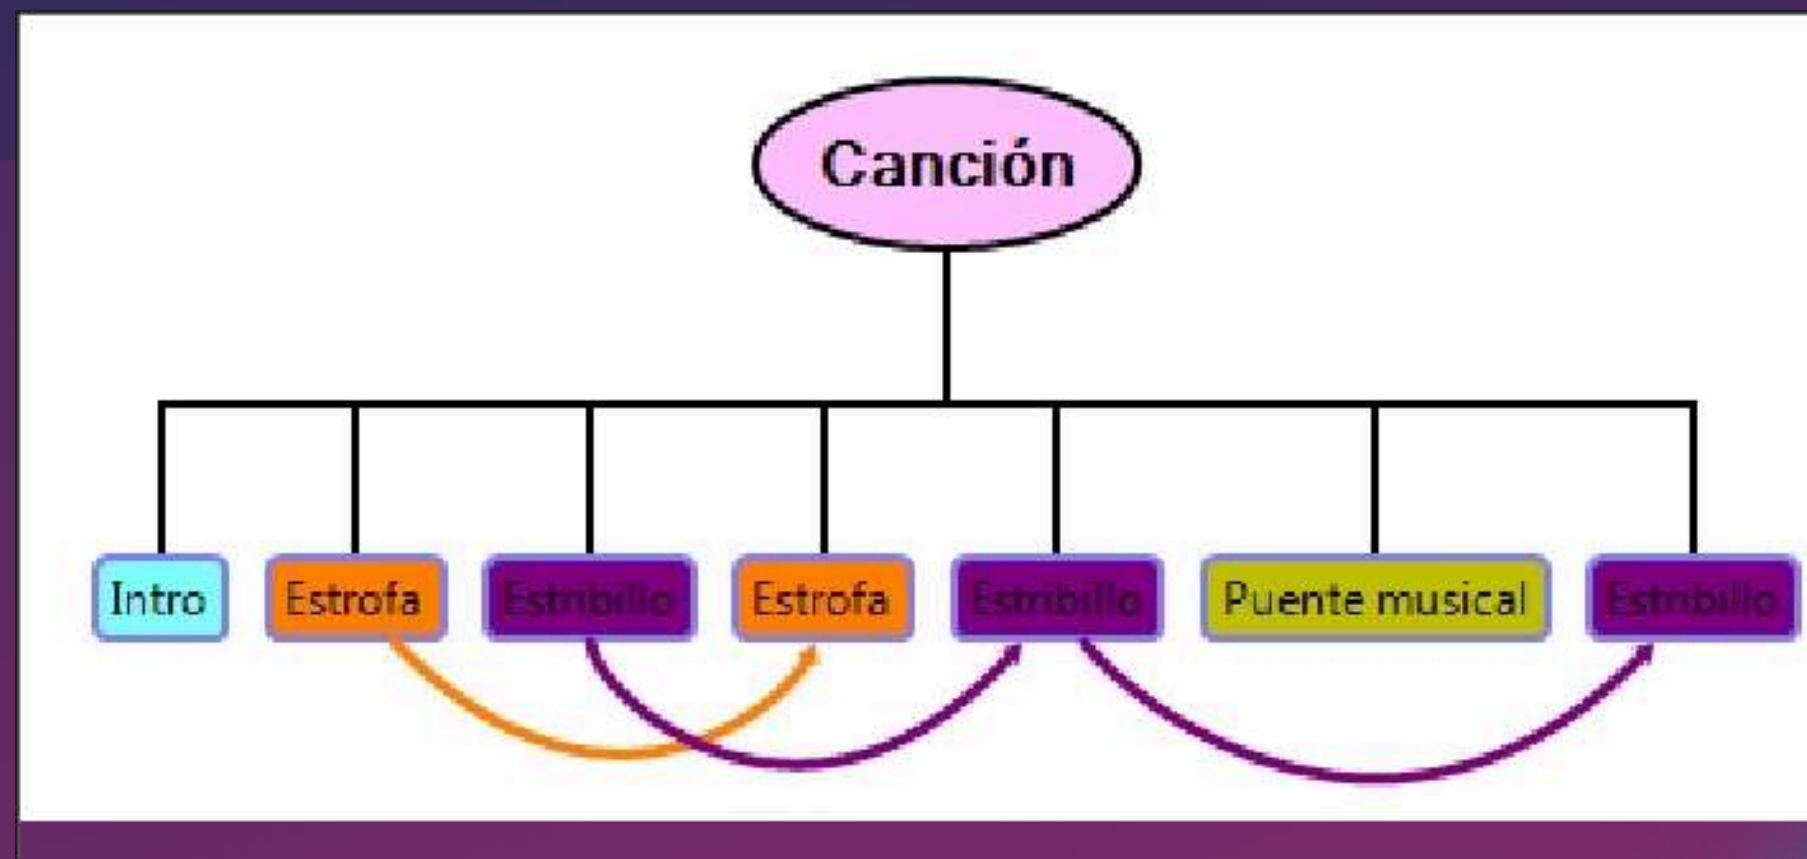 Canción
Intro
Estrofa
Estribillo
Estrofa
Estribillo
Puente musical
Estribillo